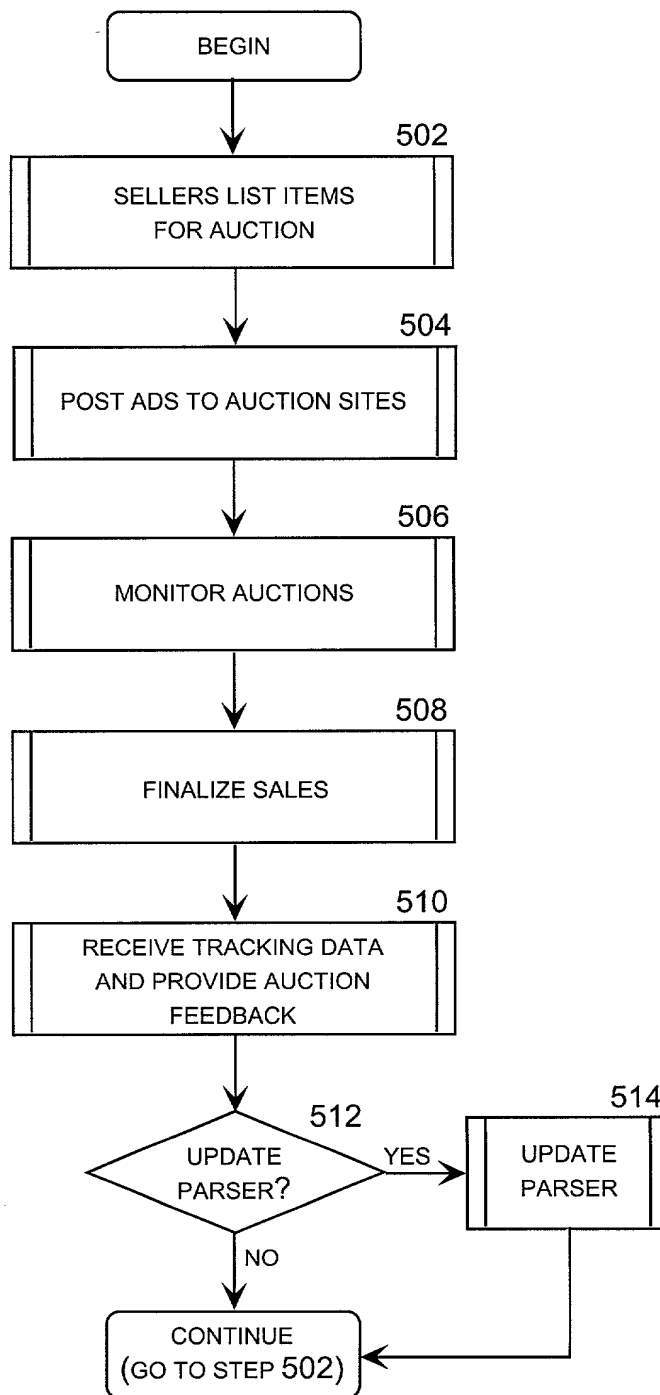 BEGIN
502
SELLERS LIST ITEMS
FOR AUCTION
504
POST ADS TO AUCTION SITES
506
MONITOR AUCTIONS
508
FINALIZE SALES
510
RECEIVE TRACKING DATA
AND PROVIDE AUCTION
FEEDBACK
512
UPDATE
PARSER?
YES
514
UPDATE
PARSER
NO
CONTINUE
(GO TO STEP 502)